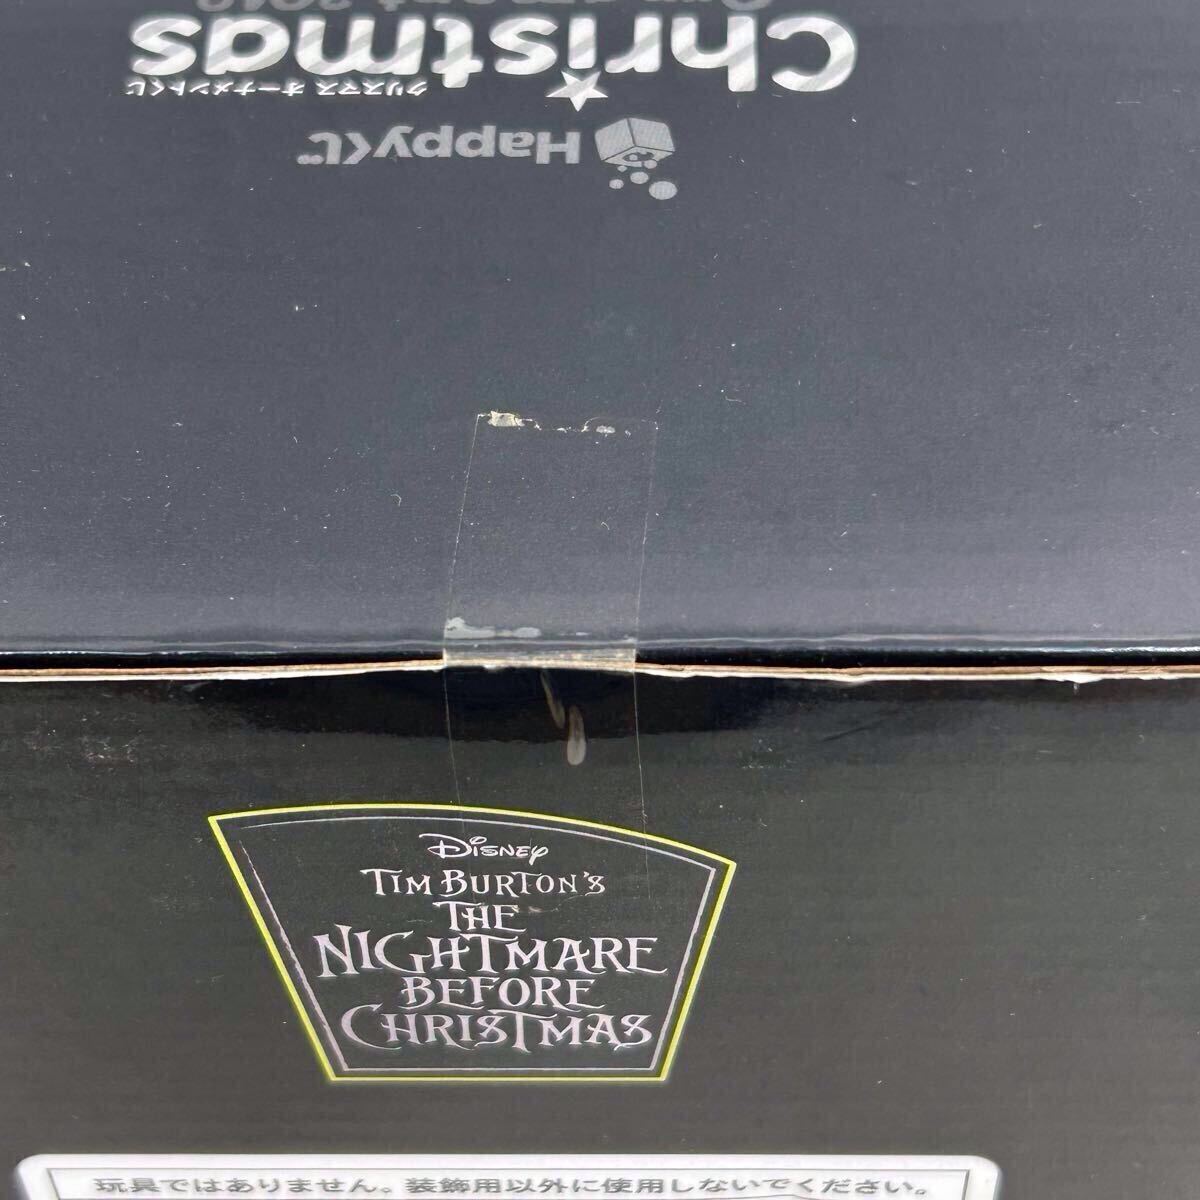 Happyくじ™
クリスマス オーナメントくじ
Christmas
Disney
TIM BURTON'S
THE
NIGHTMARE
BEFORE
CHRISTMAS
玩具ではありません。装飾用以外に使用しないでください。